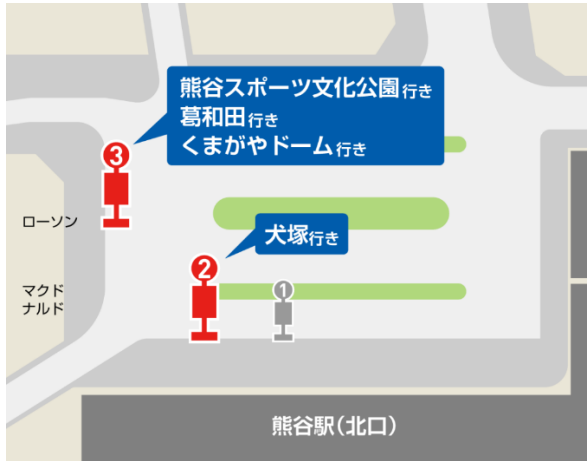 熊谷スポーツ文化公園行き
葛和田行き
くまがやドーム行き
3
ローソン
犬塚行き
2
マクド
ナルド
1
熊谷駅(北口)